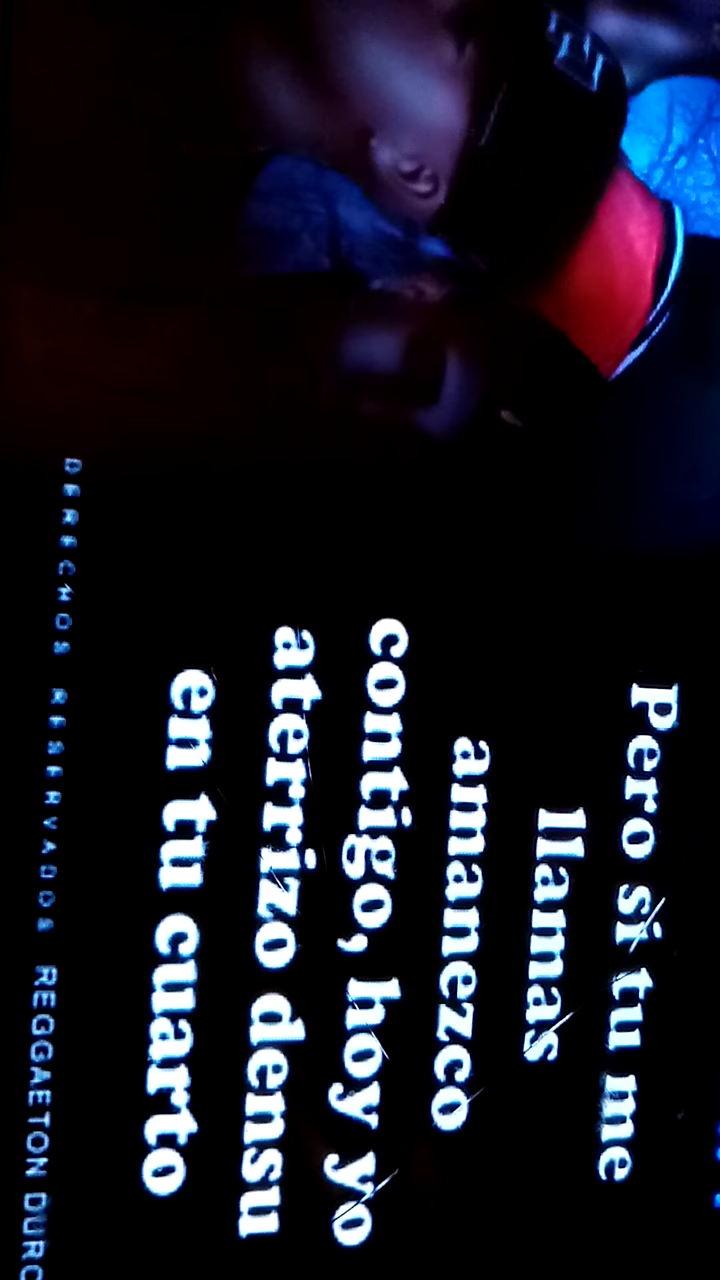 Pero si tu me
llamas
amanezco
contigo, hoy yo
aterrizo densu
en tu cuarto
DERECHOS RESERVADOS REGGAETON DURO